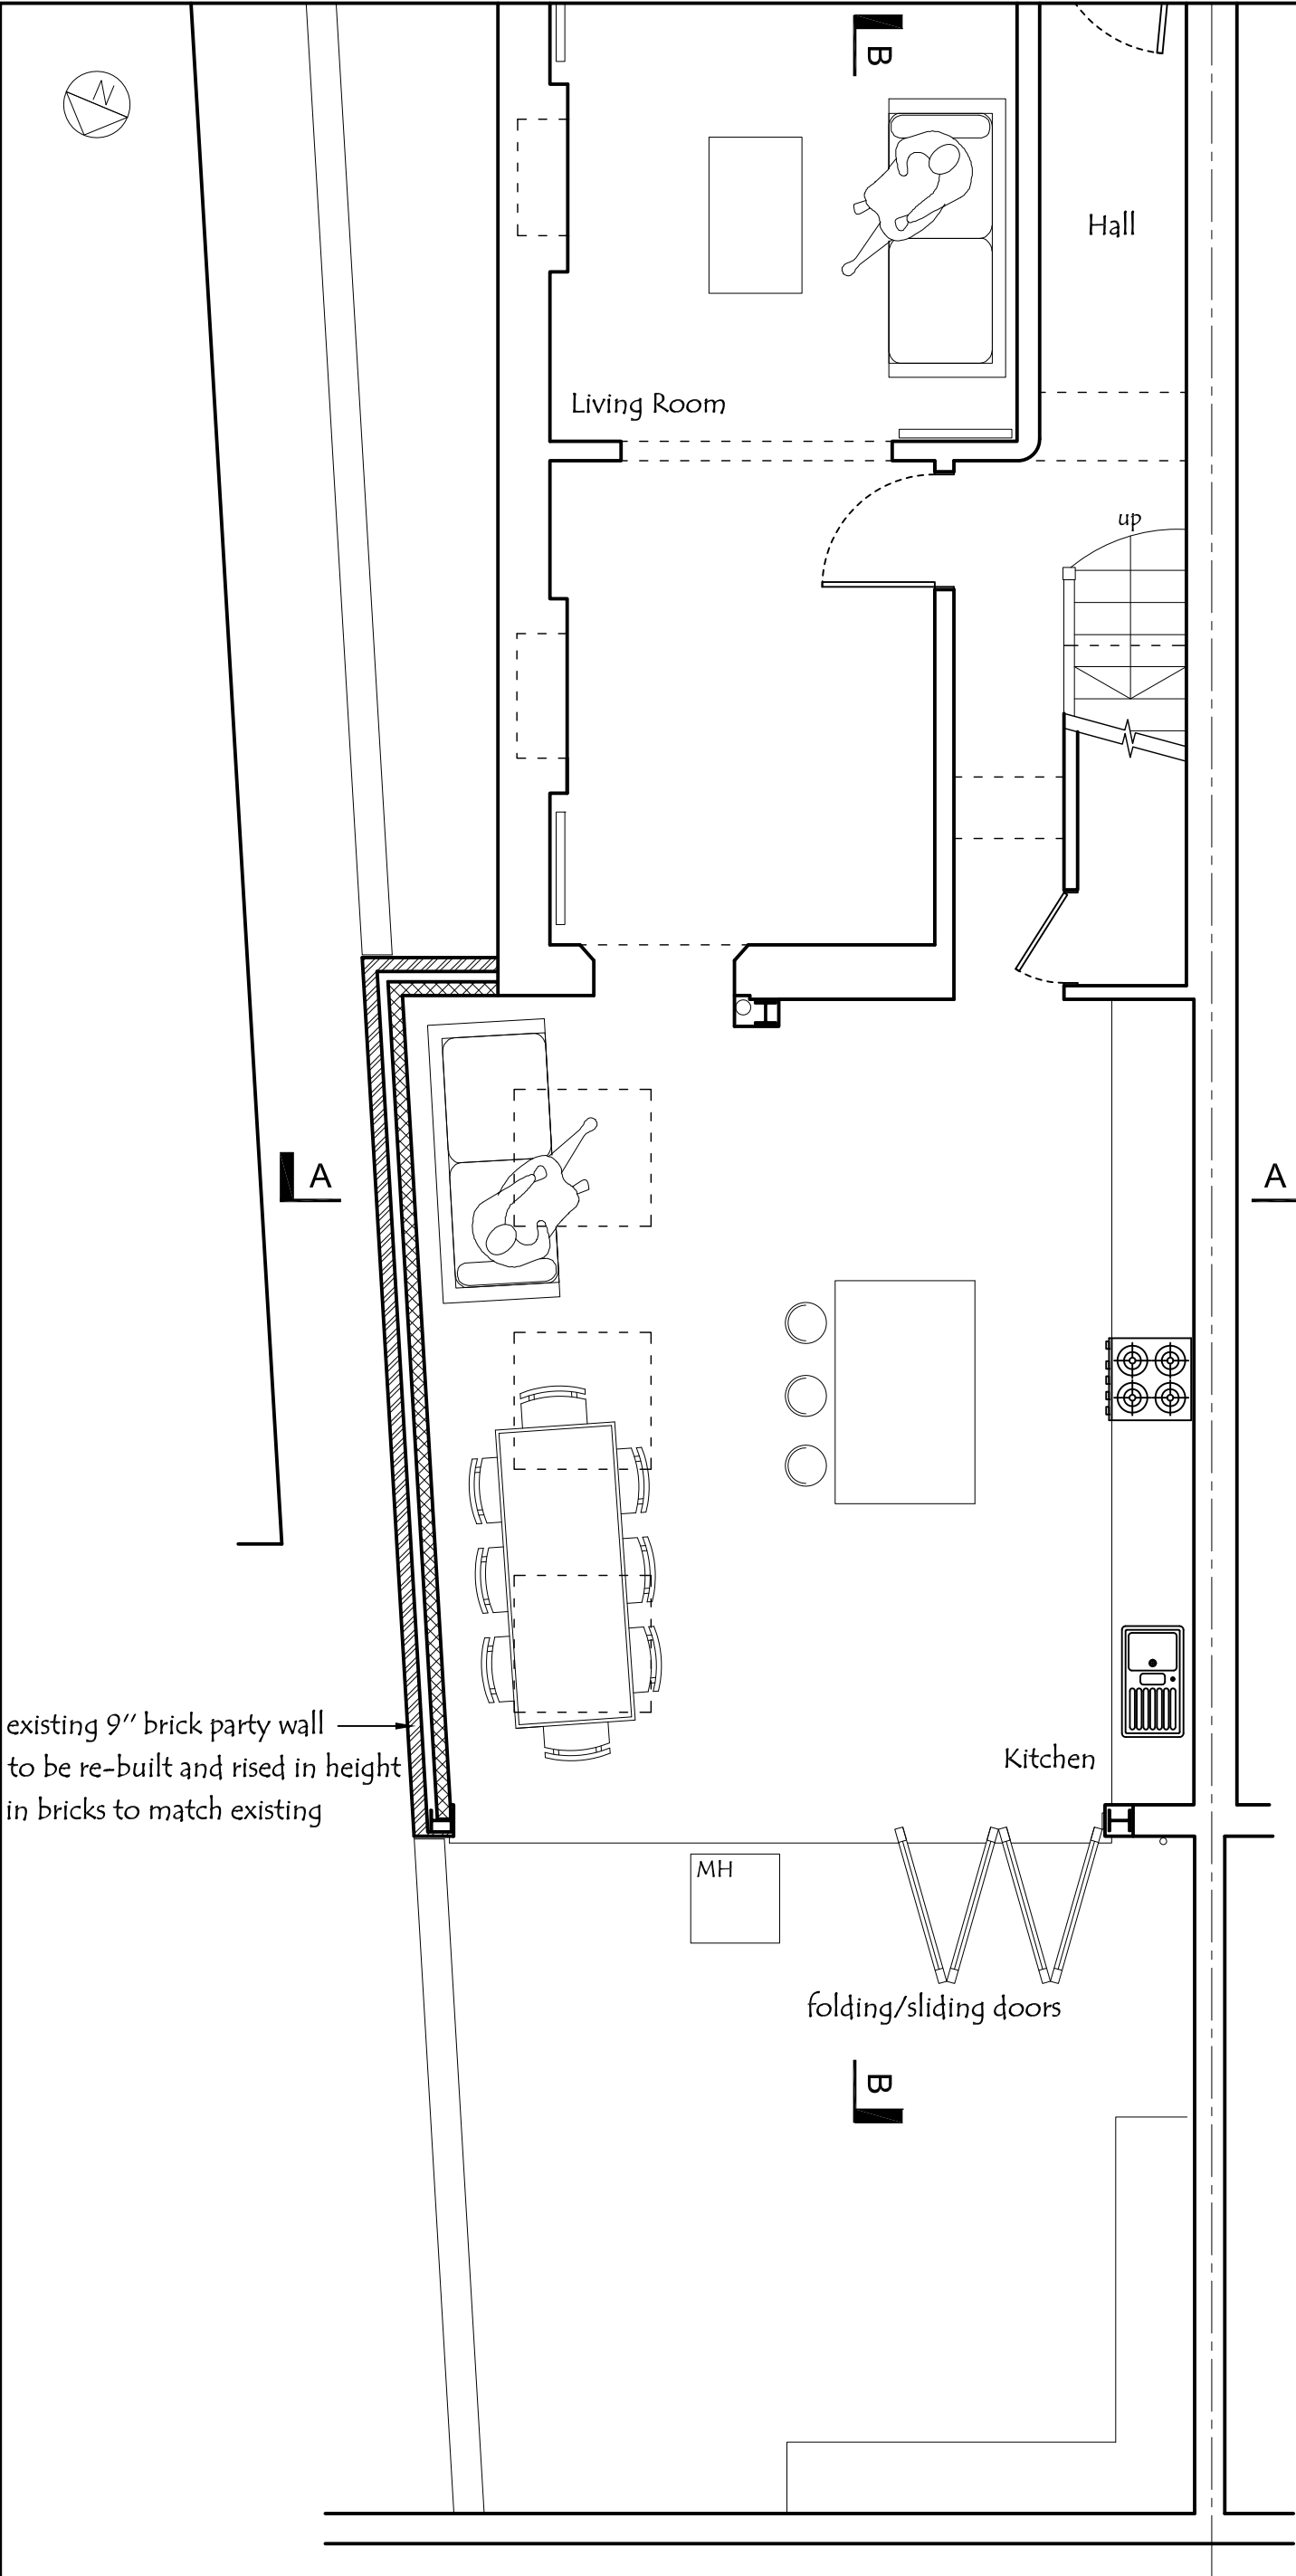 B
N
Hall
Living Room
up
A
A
existing 9" brick party wall
to be re-built and rised in height
in bricks to match existing
Kitchen
MH
folding/sliding doors
B